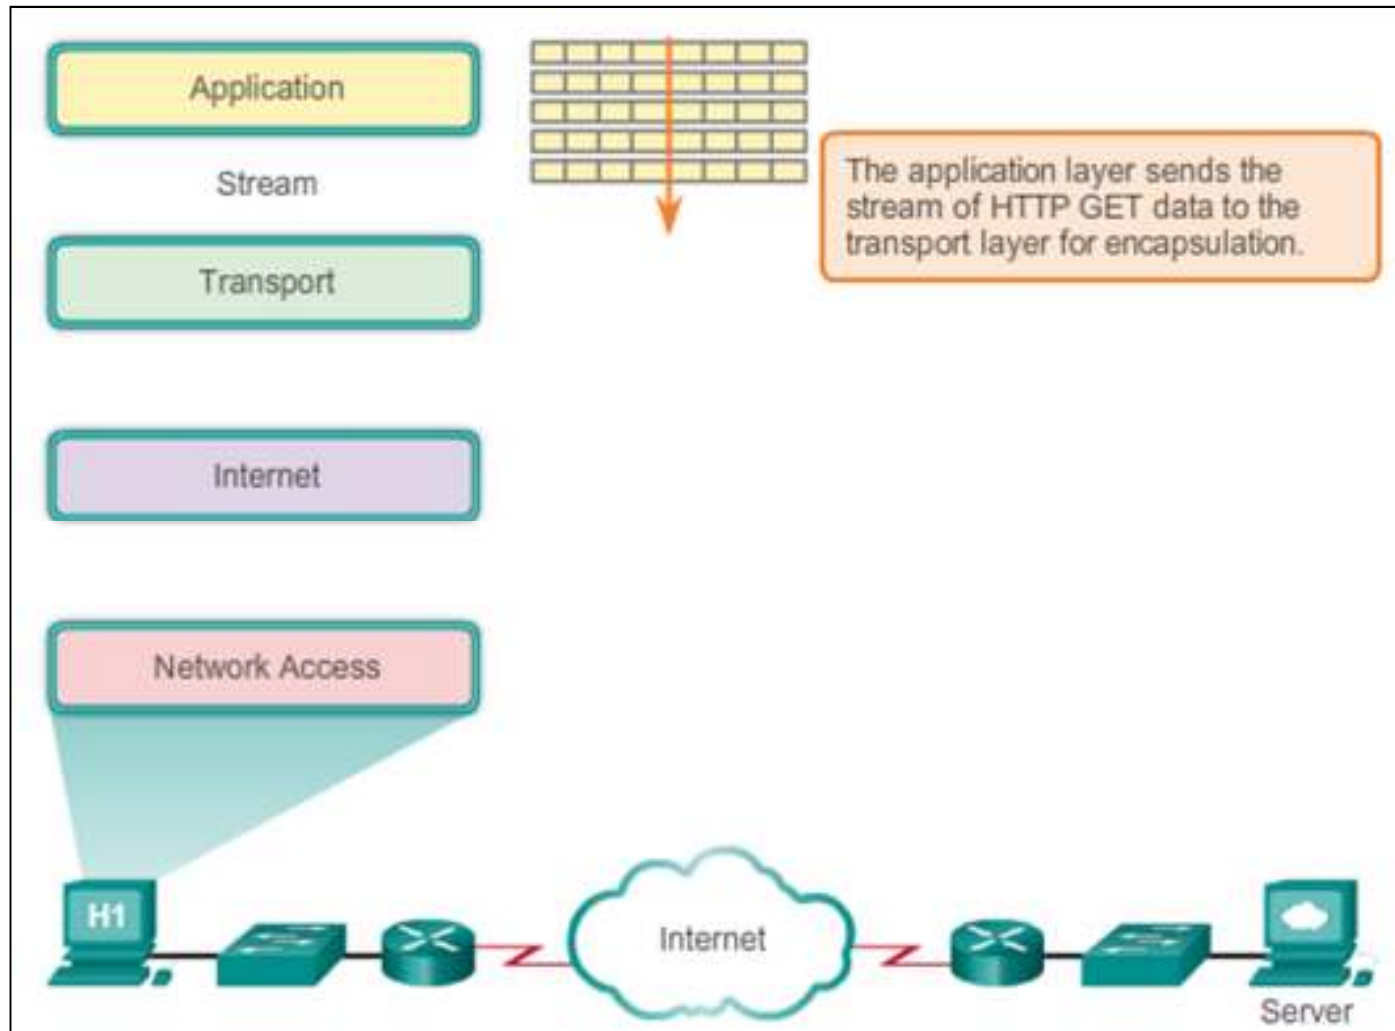 Application
Stream
The application layer sends the
stream of HTTP GET data to the
transport layer for encapsulation.
Transport
Internet
Network Access
H1
Internet
Server